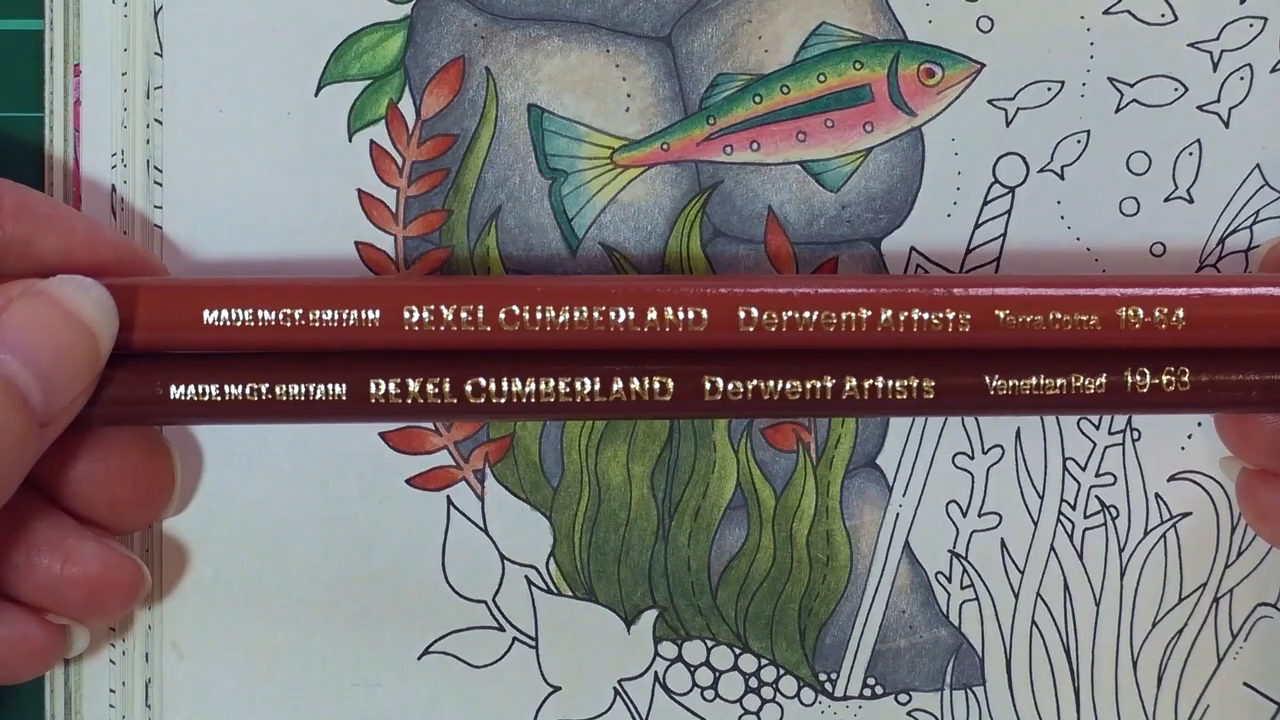 MADE IN GT. BRITAIN REXEL CUMBERLAND Derwent Artists Terra Cotta 19-64
MADE IN GT. BRITAIN REXEL CUMBERLAND Derwent Artists Venetian Red 19-63